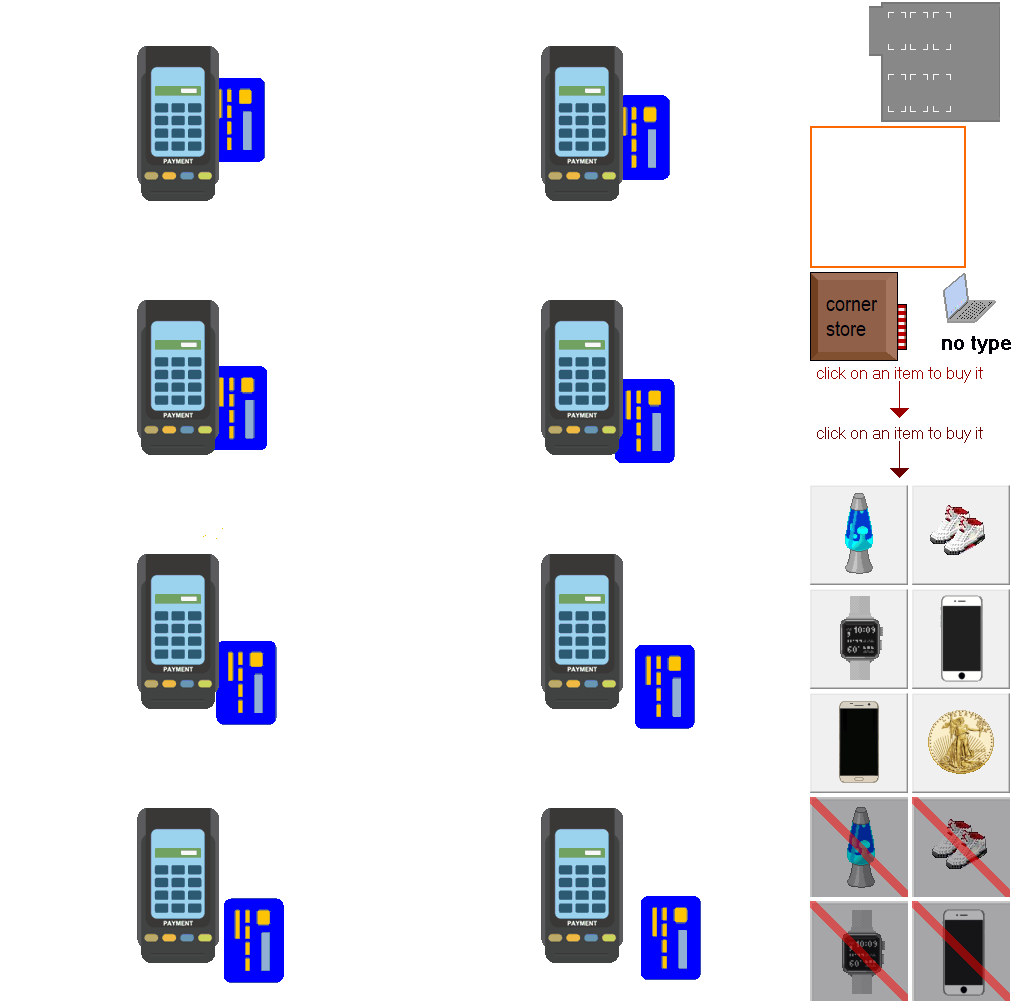 PAYMENT
PAYMENT
corner
store
no type
click on an item to buy it
PAYMENT
PAYMENT
click on an item to buy it
10:09
PAYMENT
PAYMENT
PAYMENT
PAYMENT
10:09